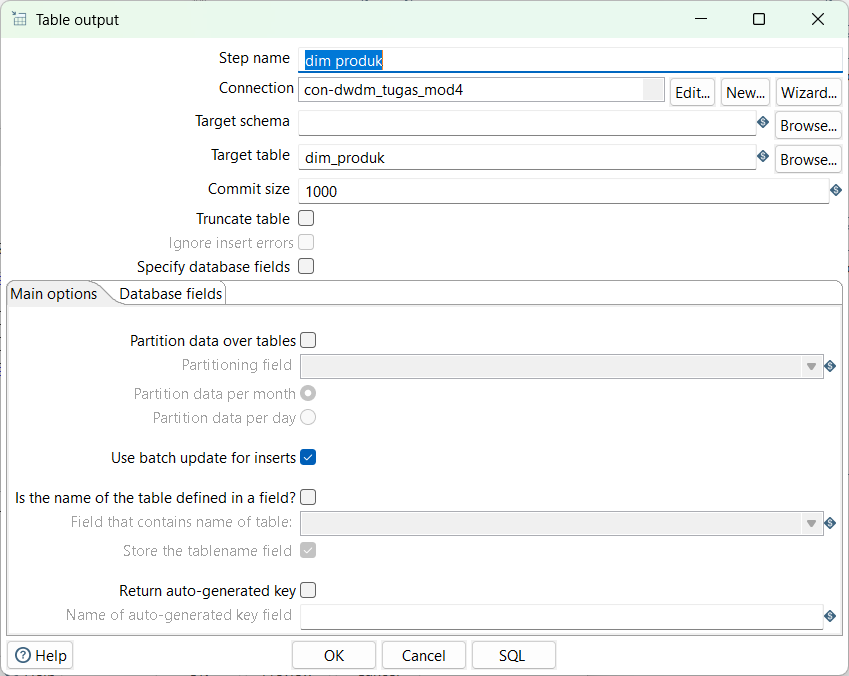 Table output
Step name dim produk
Connection con-dwdm_tugas_mod4 Edit... New... Wizard...
Target schema Browse...
Target table dim_produk Browse...
Commit size 1000
Truncate table
Ignore insert errors
Specify database fields
Main options Database fields
Partition data over tables
Partitioning field
Partition data per month
Partition data per day
Use batch update for inserts
Is the name of the table defined in a field?
Field that contains name of table:
Store the tablename field
Return auto-generated key
Name of auto-generated key field
Help OK Cancel SQL